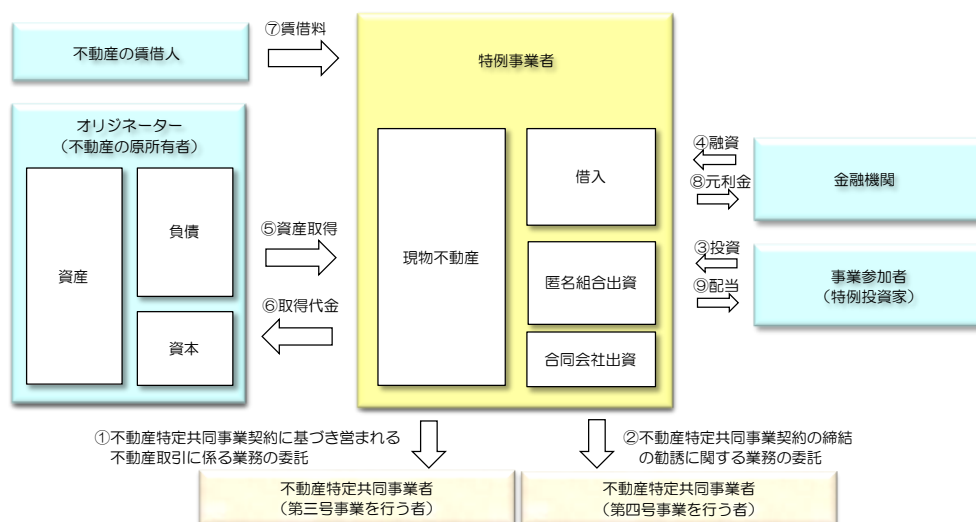 ⑦賃借料
不動産の賃借人
特例事業者
オリジネーター
(不動産の原所有者)
資産
負債
資本
⑤資産取得
⑥取得代金
現物不動産
借入
匿名組合出資
合同会社出資
④融資
⑧元利金
金融機関
③投資
⑨配当
事業参加者
(特例投資家)
①不動産特定共同事業契約に基づき営まれる
不動産取引に係る業務の委託
②不動産特定共同事業契約の締結
の勧誘に関する業務の委託
不動産特定共同事業者
(第三号事業を行う者)
不動産特定共同事業者
(第四号事業を行う者)